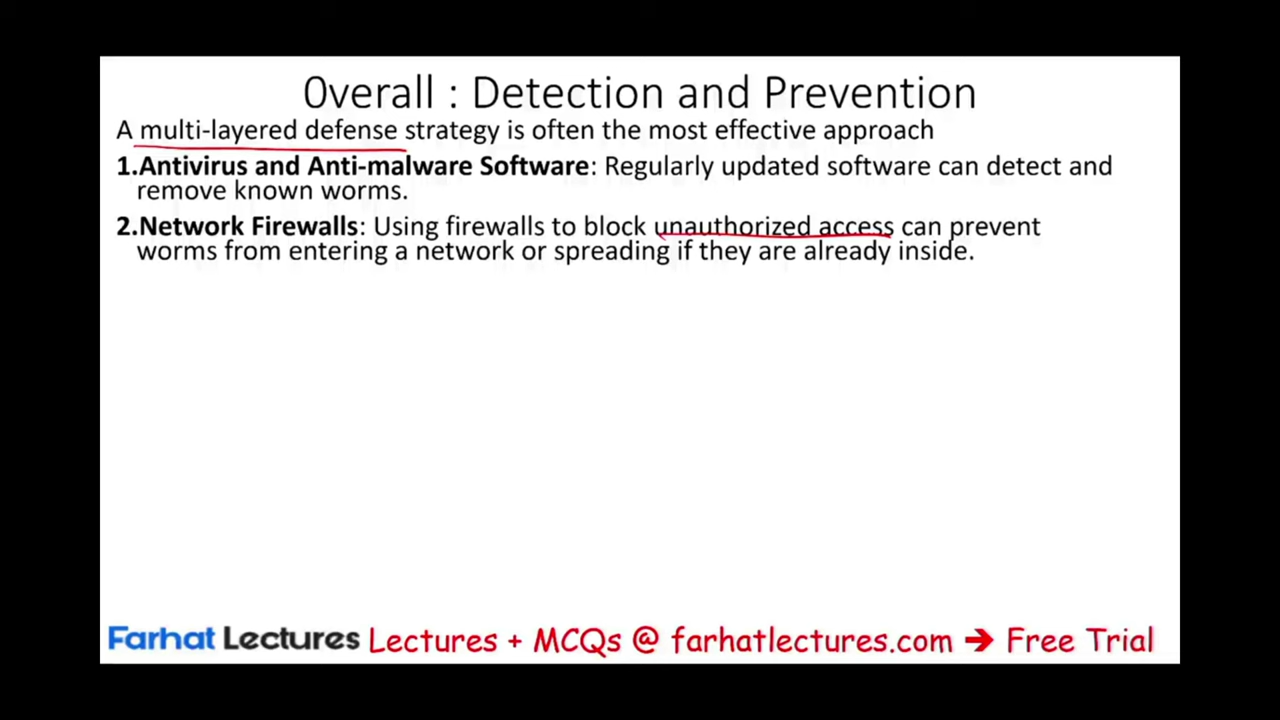 0verall : Detection and Prevention
A multi-layered defense strategy is often the most effective approach
1.Antivirus and Anti-malware Software: Regularly updated software can detect and
remove known worms.
2.Network Firewalls: Using firewalls to block unauthorized access can prevent
worms from entering a network or spreading if they are already inside.
Farhat Lectures Lectures + MCQs @ farhatlectures.com ➔ Free Trial